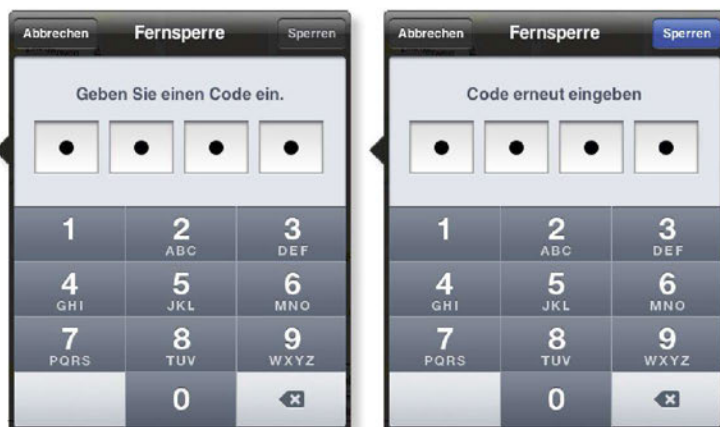 Abbrechen Fernsperre Sperren
Geben Sie einen Code ein.
1 2 3
ABC DEF
4 5 6
GHI JKL MNO
7 8 9
PQRS TUV WXYZ
0
Abbrechen Fernsperre Sperren
Code erneut eingeben
1 2 3
ABC DEF
4 5 6
GHI JKL MNO
7 8 9
PQRS TUV WXYZ
0